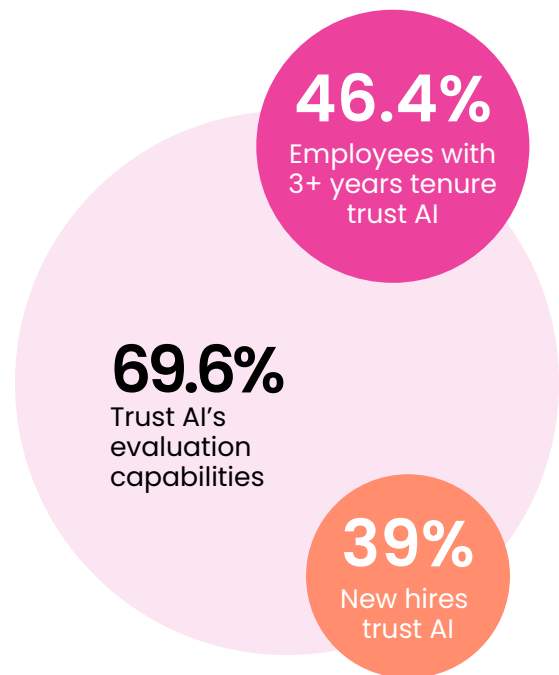 46.4%
Employees with
3+ years tenure
trust AI
69.6%
Trust AI’s
evaluation
capabilities
39%
New hires
trust AI